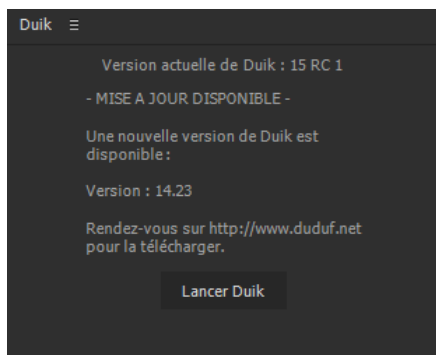 Duik
Version actuelle de Duik : 15 RC 1
- MISE A JOUR DISPONIBLE -
Une nouvelle version de Duik est
disponible :
Version : 14.23
Rendez-vous sur http://www.duduf.net
pour la télécharger.
Lancer Duik